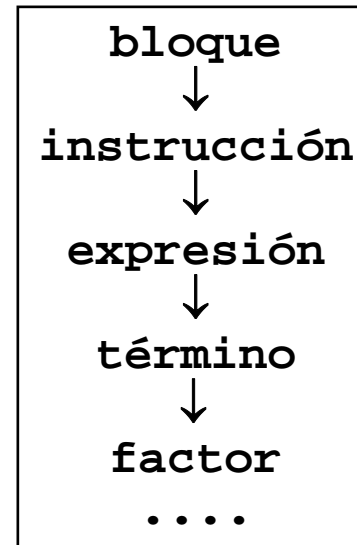 bloque
↓
instrucción
↓
expresión
↓
término
↓
factor
....